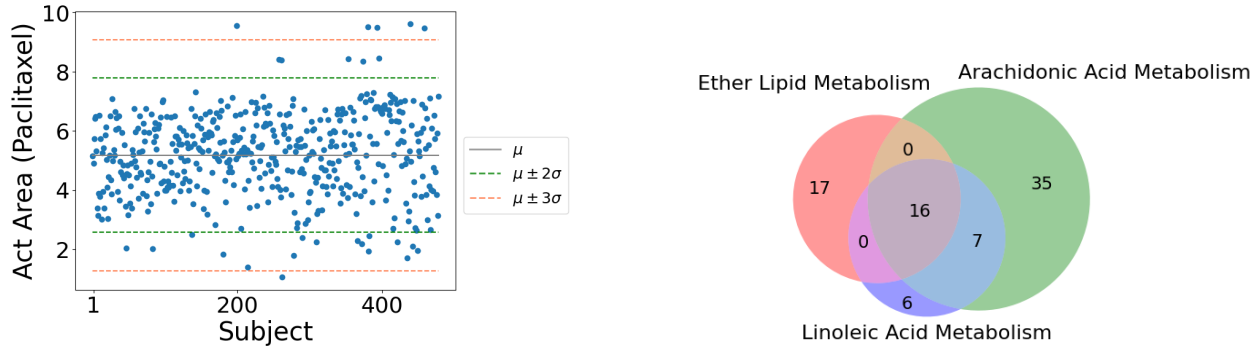 10
8
6
4
2
Act Area (Paclitaxel)
1 200 400
Subject
μ
μ ± 2σ
μ ± 3σ
Ether Lipid Metabolism
Arachidonic Acid Metabolism
0
17
35
16
0
7
6
Linoleic Acid Metabolism